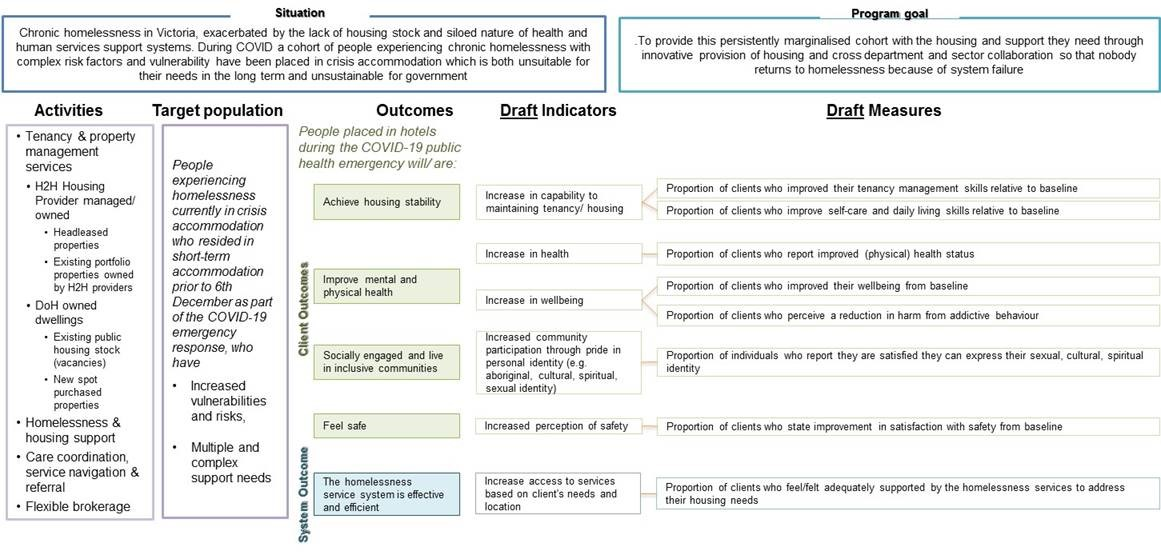 Situation
Chronic homelessness in Victoria, exacerbated by the lack of housing stock and siloed nature of health and
human services support systems. During COVID a cohort of people experiencing chronic homelessness with
complex risk factors and vulnerability have been placed in crisis accommodation which is both unsuitable for
their needs in the long term and unsustainable for government
Program goal
.To provide this persistently marginalised cohort with the housing and support they need through
innovative provision of housing and cross department and sector collaboration so that nobody
returns to homelessness because of system failure
Activities
• Tenancy & property
management
services
• H2H Housing
Provider managed/
owned
• Headleased
properties
• Existing portfolio
properties owned
by H2H providers
• DoH owned
dwellings
• Existing public
housing stock
(vacancies)
• New spot
purchased
properties
• Homelessness &
housing support
• Care coordination,
service navigation &
referral
• Flexible brokerage
Target population
People
experiencing
homelessness
currently in crisis
accommodation
who resided in
short-term
accommodation
prior to 6th
December as part
of the COVID-19
emergency
response, who
have
• Increased
vulnerabilities
and risks,
• Multiple and
complex
support needs
Outcomes
People placed in hotels
during the COVID-19 public
health emergency will/ are:
Client Outcomes
Achieve housing stability
Improve mental and
physical health
Socially engaged and live
in inclusive communities
Feel safe
System Outcome
The homelessness
service system is effective
and efficient
Draft Indicators
Increase in capability to
maintaining tenancy/ housing
Increase in health
Increase in wellbeing
Increased community
participation through pride in
personal identity (e.g.
aboriginal, cultural, spiritual,
sexual identity)
Increased perception of safety
Increase access to services
based on client's needs and
location
Draft Measures
Proportion of clients who improved their tenancy management skills relative to baseline
Proportion of clients who improve self-care and daily living skills relative to baseline
Proportion of clients who report improved (physical) health status
Proportion of clients who improved their wellbeing from baseline
Proportion of clients who perceive a reduction in harm from addictive behaviour
Proportion of individuals who report they are satisfied they can express their sexual, cultural, spiritual
identity
Proportion of clients who state improvement in satisfaction with safety from baseline
Proportion of clients who feel/felt adequately supported by the homelessness services to address
their housing needs